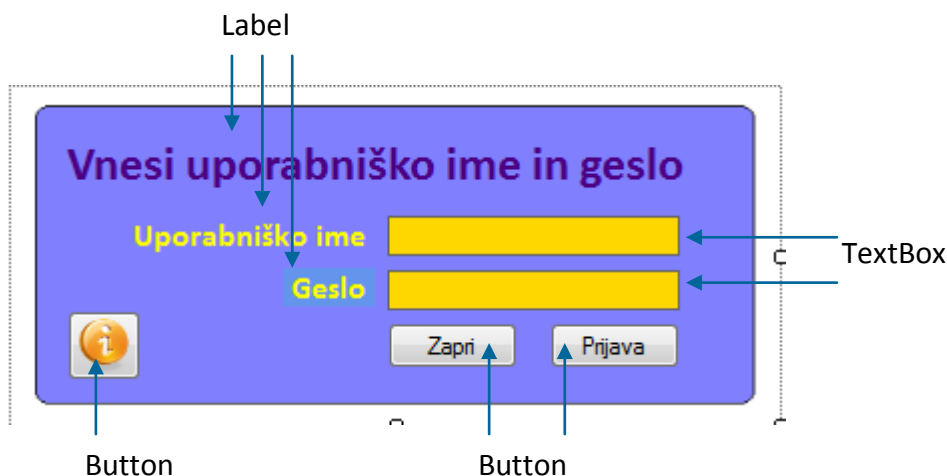 Label
Vnesi uporabniško ime in geslo
Uporabniško ime
TextBox
Geslo
Zapri Prijava
Button Button